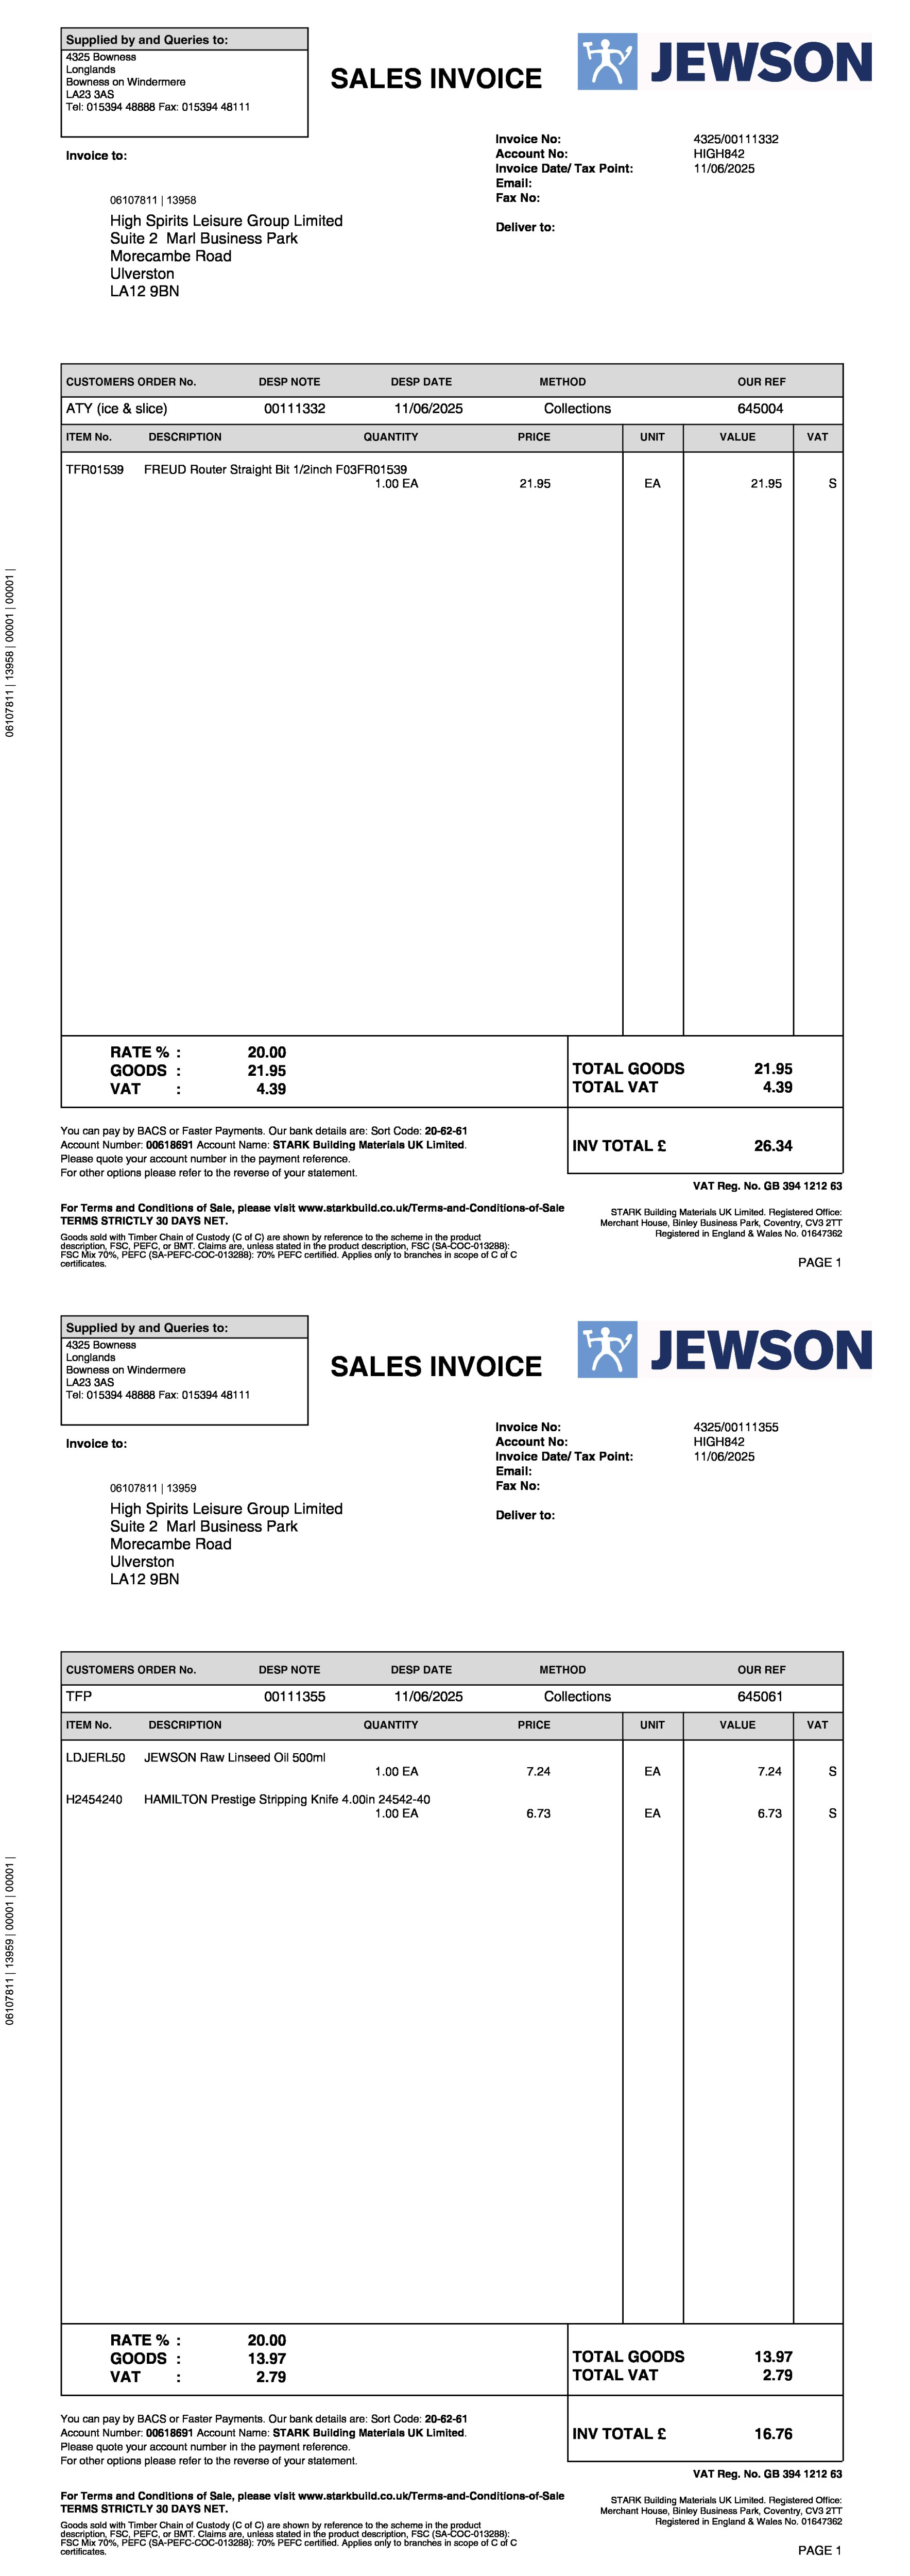 Supplied by and Queries to:
4325 Bowness
Longlands
Bowness on Windermere
LA23 3AS
Tel: 015394 48888 Fax: 015394 48111
SALES INVOICE
JEWSON
Invoice to:
Invoice No: 4325/00111332
Account No: HIGH842
Invoice Date/ Tax Point: 11/06/2025
Email:
Fax No:
Deliver to:
06107811 | 13958
High Spirits Leisure Group Limited
Suite 2 Marl Business Park
Morecambe Road
Ulverston
LA12 9BN
CUSTOMERS ORDER No. DESP NOTE DESP DATE METHOD OUR REF
ATY (ice & slice) 00111332 11/06/2025 Collections 645004
ITEM No. DESCRIPTION QUANTITY PRICE UNIT VALUE VAT
TFR01539 FREUD Router Straight Bit 1/2inch F03FR01539
1.00 EA 21.95 EA 21.95 S
06107811 | 13958 | 00001 | 00001 |
RATE % : 20.00
GOODS : 21.95
VAT : 4.39
TOTAL GOODS 21.95
TOTAL VAT 4.39
INV TOTAL £ 26.34
You can pay by BACS or Faster Payments. Our bank details are: Sort Code: 20-62-61
Account Number: 00618691 Account Name: STARK Building Materials UK Limited.
Please quote your account number in the payment reference.
For other options please refer to the reverse of your statement.
VAT Reg. No. GB 394 1212 63
For Terms and Conditions of Sale, please visit www.starkbuild.co.uk/Terms-and-Conditions-of-Sale
TERMS STRICTLY 30 DAYS NET.
Goods sold with Timber Chain of Custody (C of C) are shown by reference to the scheme in the product
description, FSC, PEFC, or BMT. Claims are, unless stated in the product description, FSC (SA-COC-013288):
FSC Mix 70%, PEFC (SA-PEFC-COC-013288): 70% PEFC certified. Applies only to branches in scope of C of C
certificates.
STARK Building Materials UK Limited. Registered Office:
Merchant House, Binley Business Park, Coventry, CV3 2TT
Registered in England & Wales No. 01647362
PAGE 1
Supplied by and Queries to:
4325 Bowness
Longlands
Bowness on Windermere
LA23 3AS
Tel: 015394 48888 Fax: 015394 48111
SALES INVOICE
JEWSON
Invoice to:
Invoice No: 4325/00111355
Account No: HIGH842
Invoice Date/ Tax Point: 11/06/2025
Email:
Fax No:
Deliver to:
06107811 | 13959
High Spirits Leisure Group Limited
Suite 2 Marl Business Park
Morecambe Road
Ulverston
LA12 9BN
CUSTOMERS ORDER No. DESP NOTE DESP DATE METHOD OUR REF
TFP 00111355 11/06/2025 Collections 645061
ITEM No. DESCRIPTION QUANTITY PRICE UNIT VALUE VAT
LDJERL50 JEWSON Raw Linseed Oil 500ml
1.00 EA 7.24 EA 7.24 S
H2454240 HAMILTON Prestige Stripping Knife 4.00in 24542-40
1.00 EA 6.73 EA 6.73 S
06107811 | 13959 | 00001 | 00001 |
RATE % : 20.00
GOODS : 13.97
VAT : 2.79
TOTAL GOODS 13.97
TOTAL VAT 2.79
INV TOTAL £ 16.76
You can pay by BACS or Faster Payments. Our bank details are: Sort Code: 20-62-61
Account Number: 00618691 Account Name: STARK Building Materials UK Limited.
Please quote your account number in the payment reference.
For other options please refer to the reverse of your statement.
VAT Reg. No. GB 394 1212 63
For Terms and Conditions of Sale, please visit www.starkbuild.co.uk/Terms-and-Conditions-of-Sale
TERMS STRICTLY 30 DAYS NET.
Goods sold with Timber Chain of Custody (C of C) are shown by reference to the scheme in the product
description, FSC, PEFC, or BMT. Claims are, unless stated in the product description, FSC (SA-COC-013288):
FSC Mix 70%, PEFC (SA-PEFC-COC-013288): 70% PEFC certified. Applies only to branches in scope of C of C
certificates.
STARK Building Materials UK Limited. Registered Office:
Merchant House, Binley Business Park, Coventry, CV3 2TT
Registered in England & Wales No. 01647362
PAGE 1